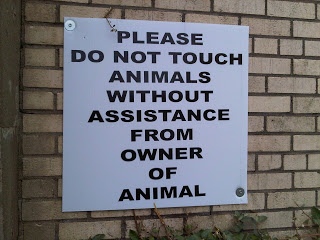 PLEASE
DO NOT TOUCH
ANIMALS
WITHOUT
ASSISTANCE
FROM
OWNER
OF
ANIMAL